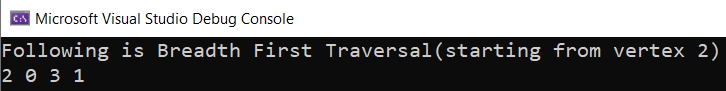 Microsoft Visual Studio Debug Console
Following is Breadth First Traversal(starting from vertex 2)
2 0 3 1